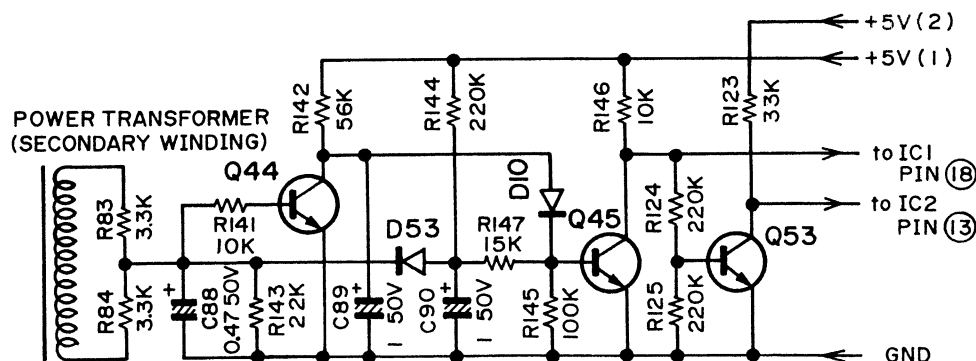 +5V(2)
+5V(1)
POWER TRANSFORMER
(SECONDARY WINDING)
R142
56K
R144
220K
R146
10K
R123
33K
to IC1
PIN 18
to IC2
PIN 13
Q44
D10
R83
3.3K
R141
10K
D53
R147
15K
Q45
R124
220K
Q53
R84
3.3K
+
C88
0.47 50V
R143
22K
C89
+
50V
1
C90
+
50V
1
R145
100K
R125
220K
GND